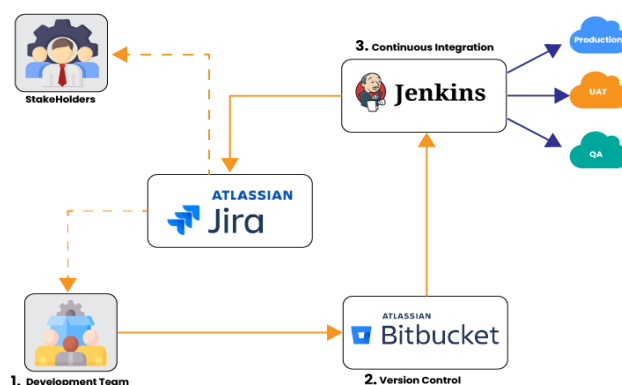 3. Continuous Integration
Production
Jenkins
UAT
QA
StakeHolders
ATLASSIAN
Jira
ATLASSIAN
Bitbucket
1. Development Team
2. Version Control